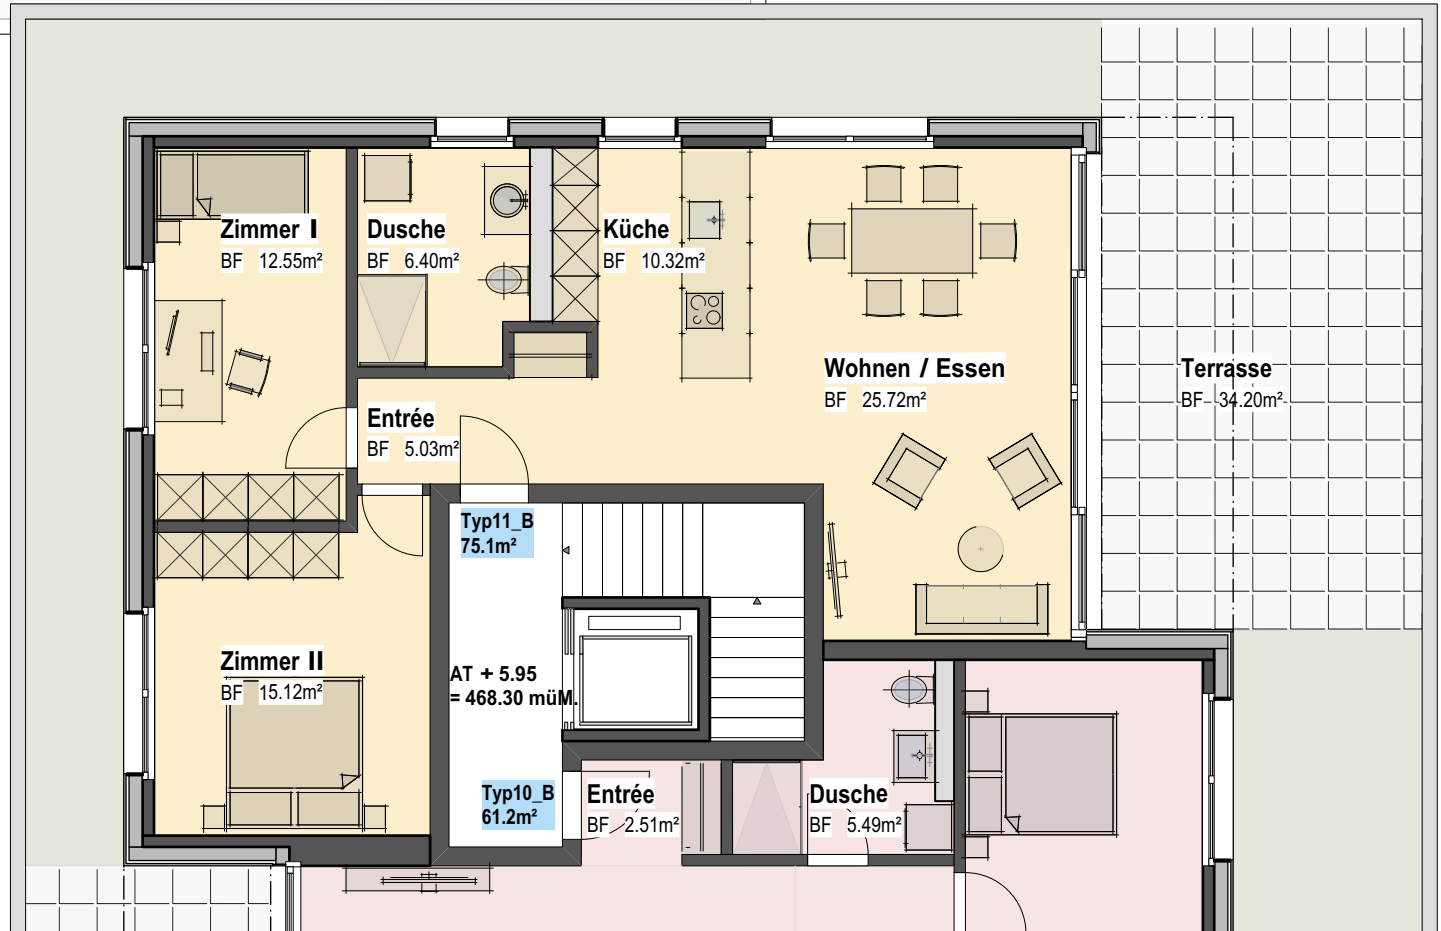 Zimmer I
BF 12.55m²
Dusche
BF 6.40m²
Küche
BF 10.32m²
Wohnen / Essen
BF 25.72m²
Terrasse
BF 34.20m²
Entrée
BF 5.03m²
Typ11_B
75.1m²
Zimmer II
BF 15.12m²
AT + 5.95
= 468.30 müM.
Typ10_B
61.2m²
Entrée
BF 2.51m²
Dusche
BF 5.49m²